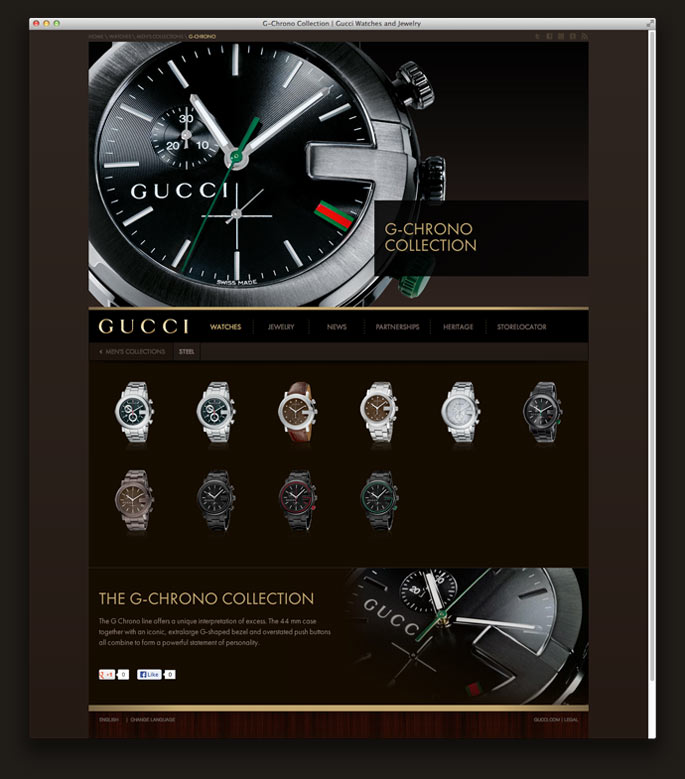 G-Chrono Collection | Gucci Watches and Jewelry
HOME \ WATCHES \ MEN'S COLLECTIONS \ G-CHRONO
30
20 10
GUCCI
SWISS MADE
G-CHRONO
COLLECTION
GUCCI WATCHES JEWELRY NEWS PARTNERSHIPS HERITAGE STORELOCATOR
MEN'S COLLECTIONS STEEL
THE G-CHRONO COLLECTION
The G Chrono line offers a unique interpretation of excess. The 44 mm case
together with an iconic, extralarge G-shaped bezel and overstated push buttons
all combine to form a powerful statement of personality.
30
20 10
GUCCI
+1 0 Like 0
ENGLISH | CHANGE LANGUAGE GUCCI.COM | LEGAL